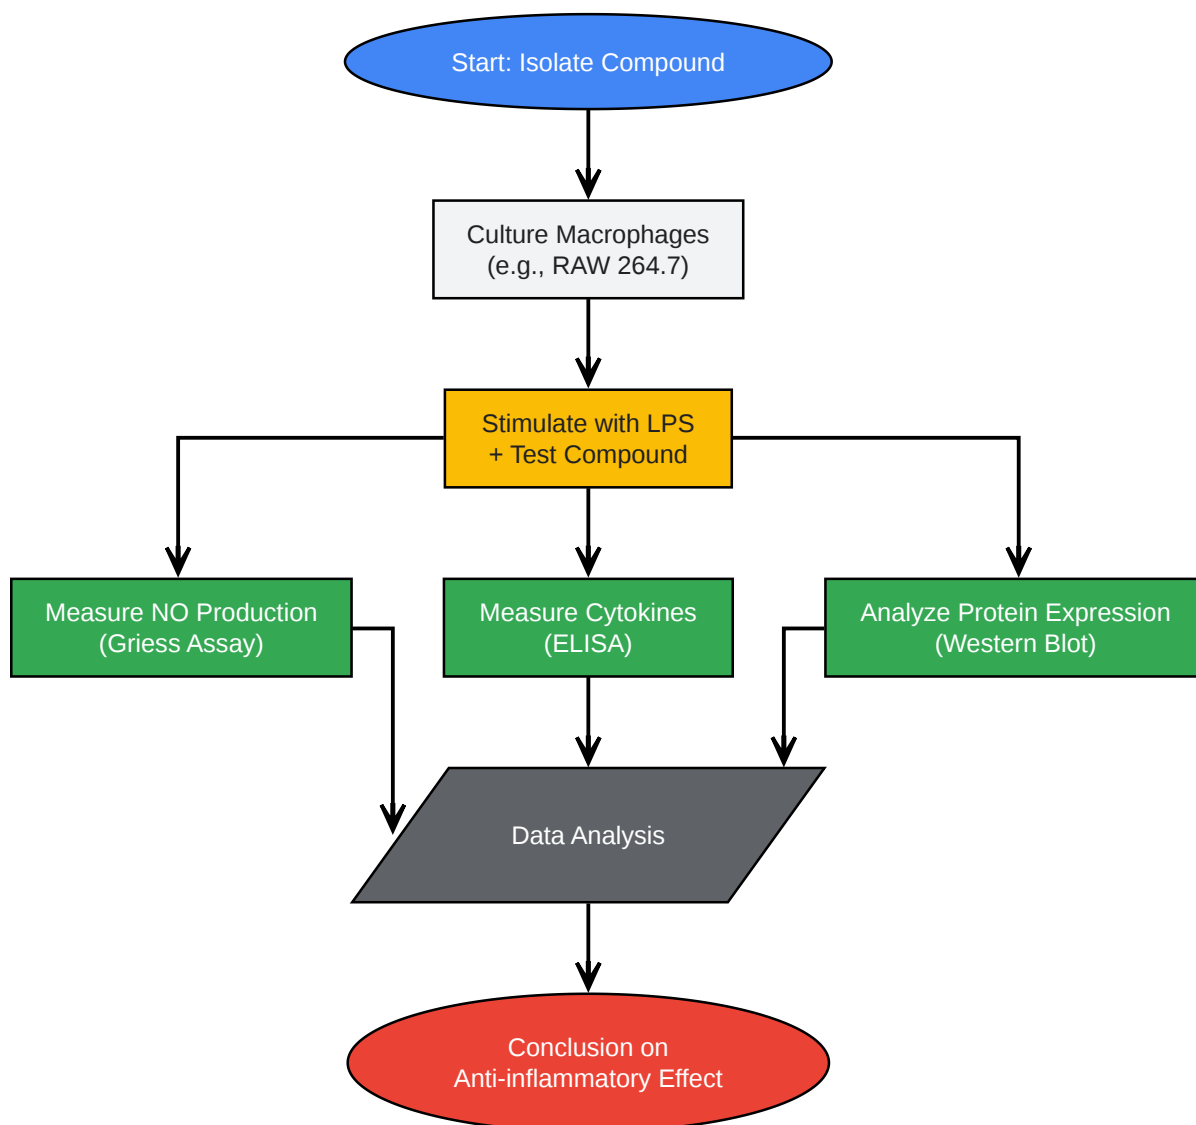 Start: Isolate Compound
Culture Macrophages
(e.g., RAW 264.7)
Stimulate with LPS
+ Test Compound
Measure NO Production
(Griess Assay)
Measure Cytokines
(ELISA)
Analyze Protein Expression
(Western Blot)
Data Analysis
Conclusion on
Anti-inflammatory Effect